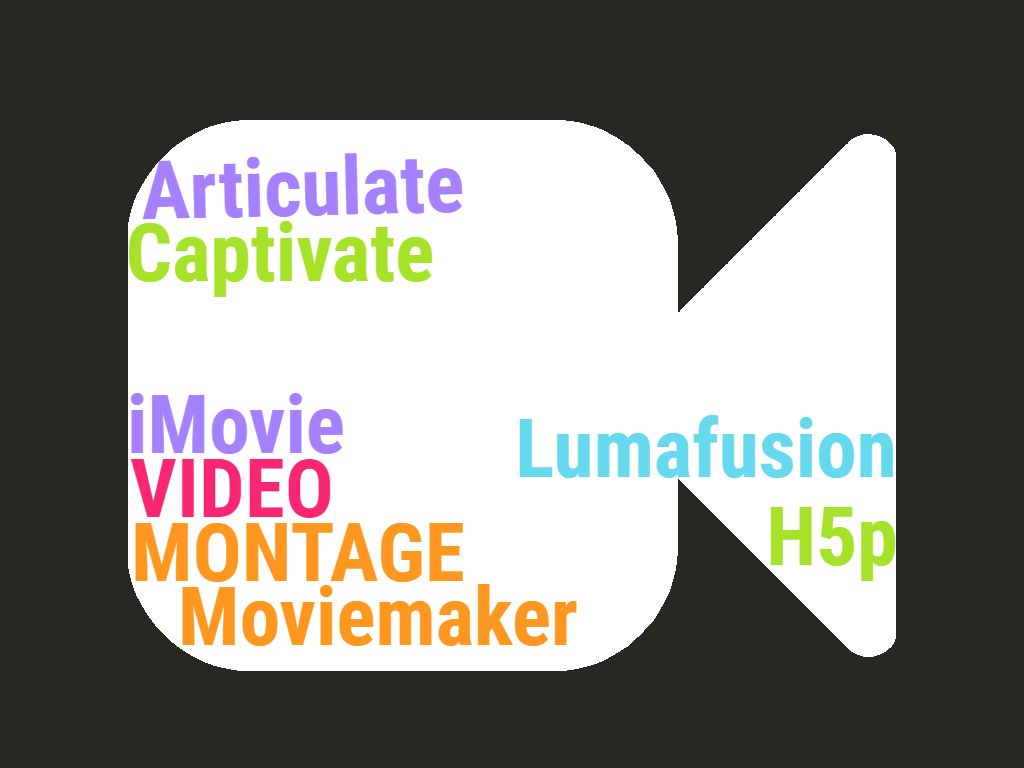 Articulate
Captivate
iMovie
Lumafusion
VIDEO
H5p
MONTAGE
Moviemaker